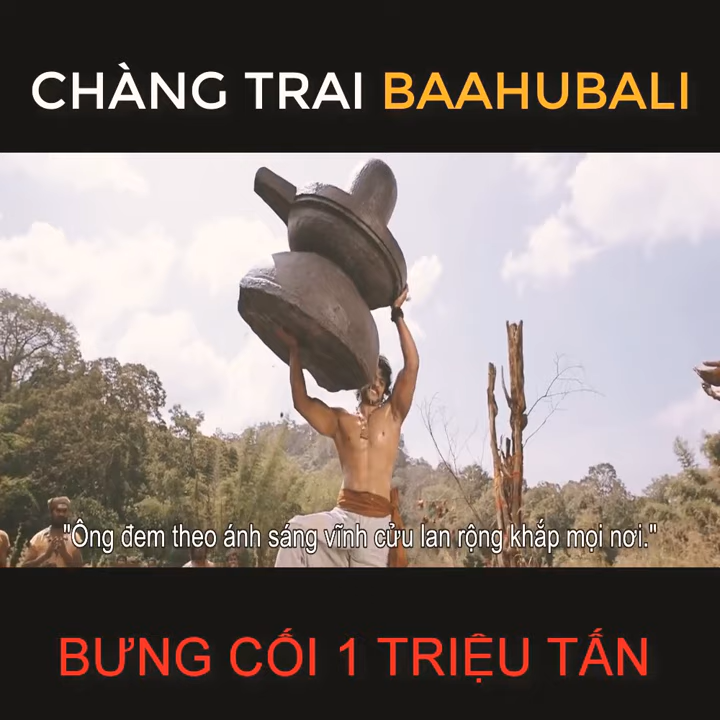 CHÀNG TRAI BAAHUBALI
"Ông đem theo ánh sáng vĩnh cửu lan rộng khắp mọi nơi."
BƯNG CỐI 1 TRIỆU TẤN